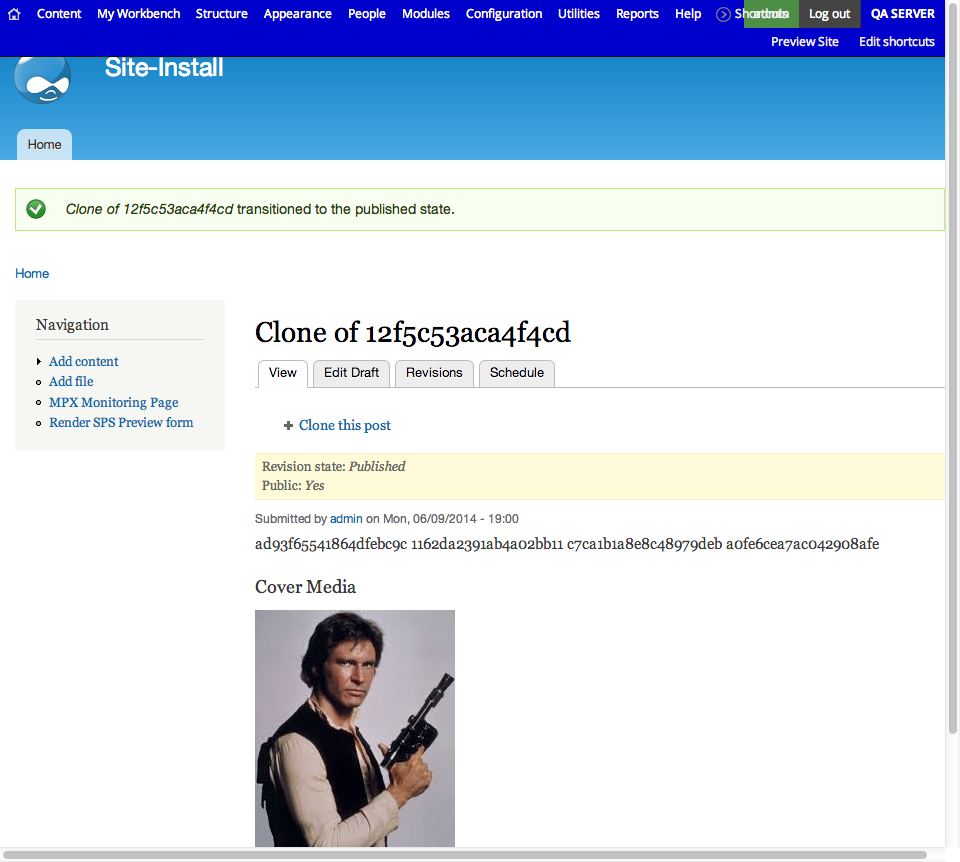 Content My Workbench Structure Appearance People Modules Configuration Utilities Reports Help Shortcuts admin Log out QA SERVER
Preview Site Edit shortcuts
Site-Install
Home
Clone of 12f5c53aca4f4cd transitioned to the published state.
Home
Navigation
Add content
Add file
MPX Monitoring Page
Render SPS Preview form
Clone of 12f5c53aca4f4cd
View Edit Draft Revisions Schedule
Clone this post
Revision state: Published
Public: Yes
Submitted by admin on Mon, 06/09/2014 - 19:00
ad93f65541864dfebc9c 1162da2391ab4a02bb11 c7ca1b1a8e8c48979deb a0fe6cea7ac042908afe
Cover Media